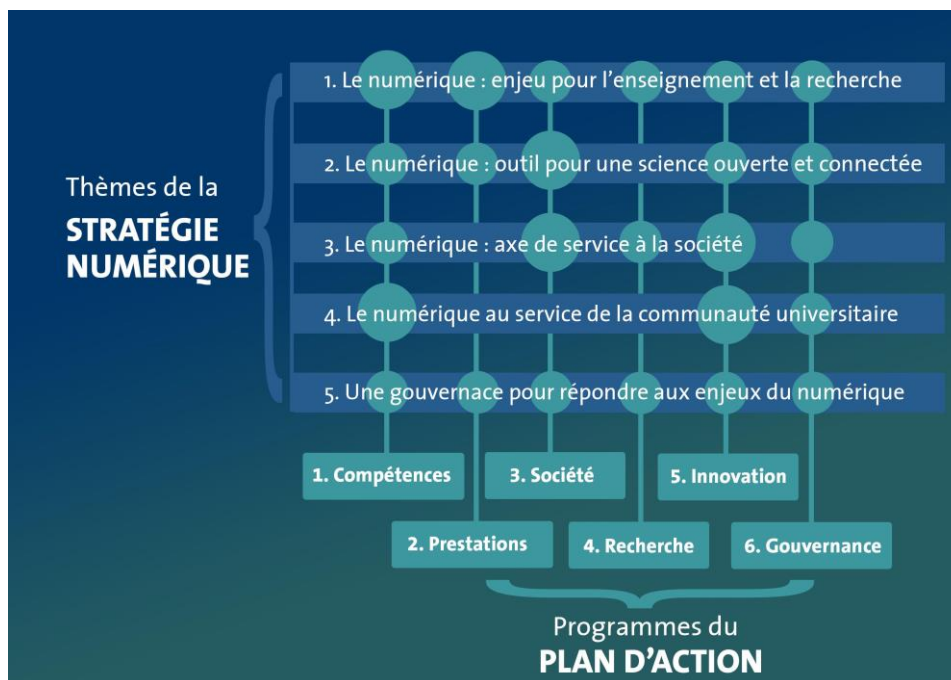 1. Le numérique : enjeu pour l'enseignement et la recherche
2. Le numérique : outil pour une science ouverte et connectée
3. Le numérique : axe de service à la société
4. Le numérique au service de la communauté universitaire
5. Une gouvernace pour répondre aux enjeux du numérique
Thèmes de la
STRATÉGIE
NUMÉRIQUE
1. Compétences
3. Société
5. Innovation
2. Prestations
4. Recherche
6. Gouvernance
Programmes du
PLAN D'ACTION